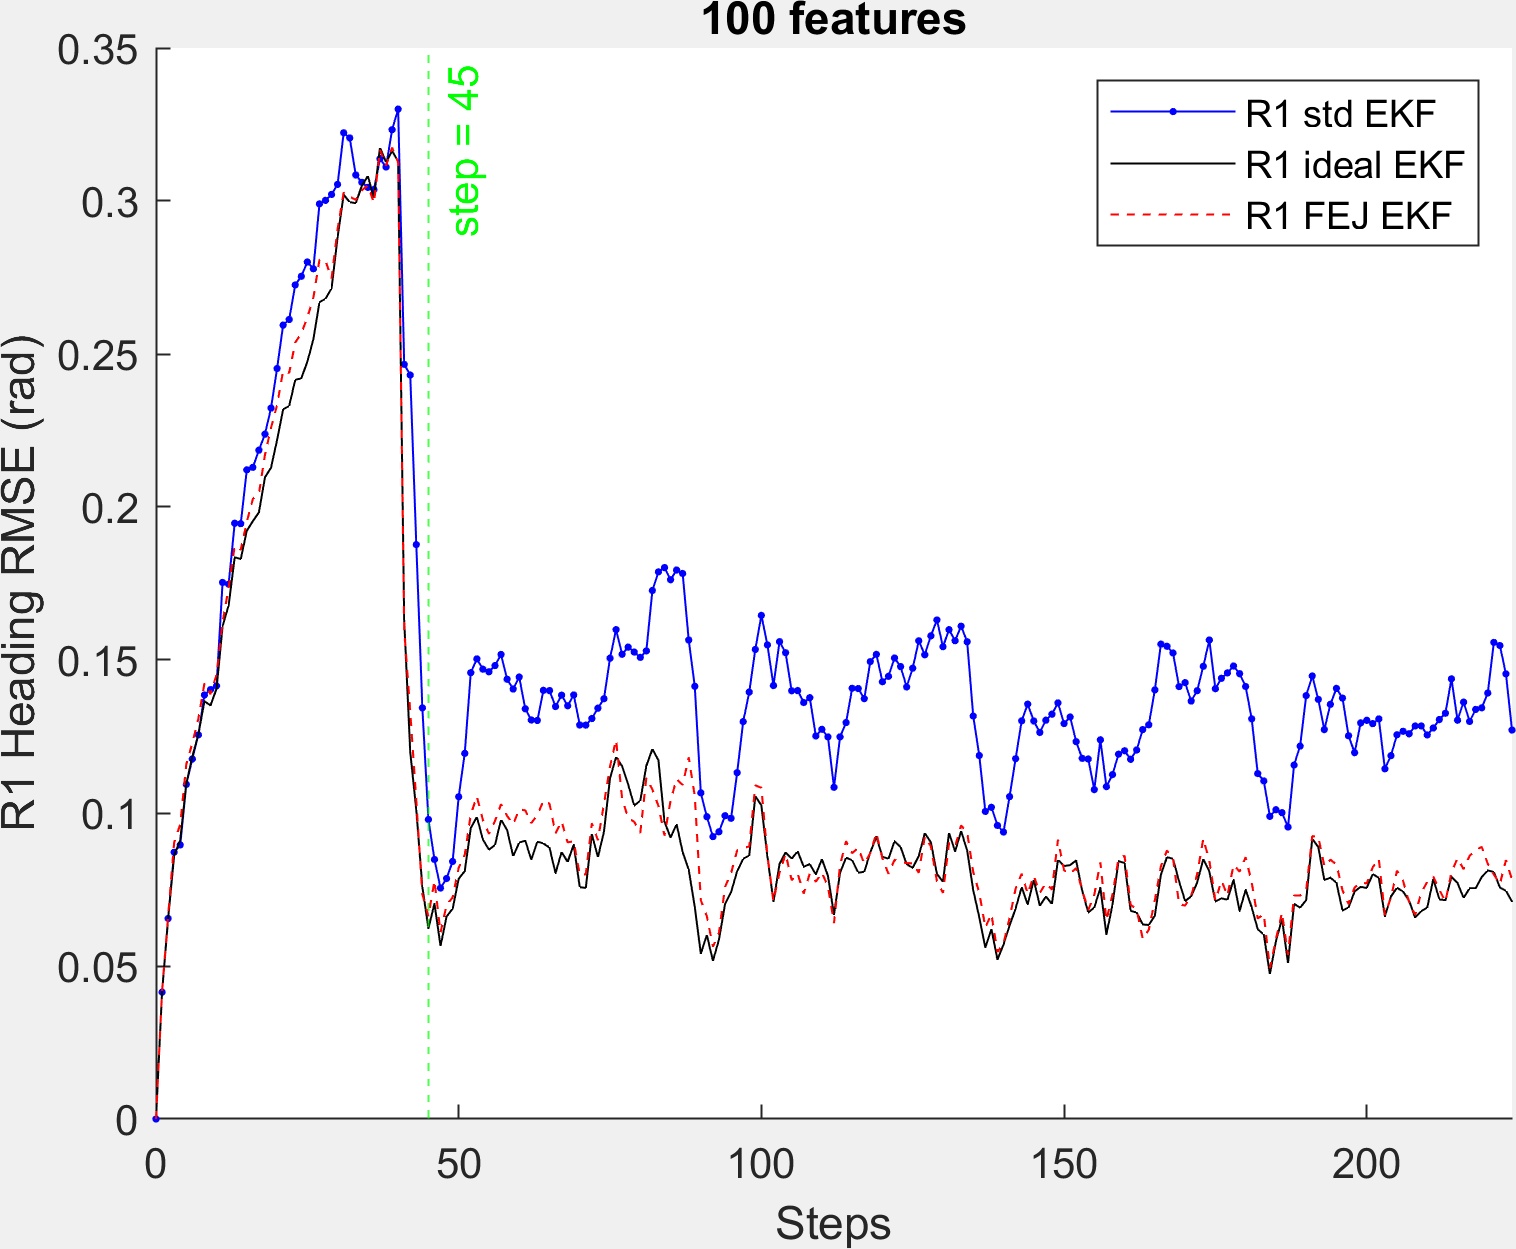 100 features
0.35
0.3
0.25
0.2
0.15
0.1
0.05
0
R1 Heading RMSE (rad)
step = 45
R1 std EKF
R1 ideal EKF
R1 FEJ EKF
0 50 100 150 200
Steps